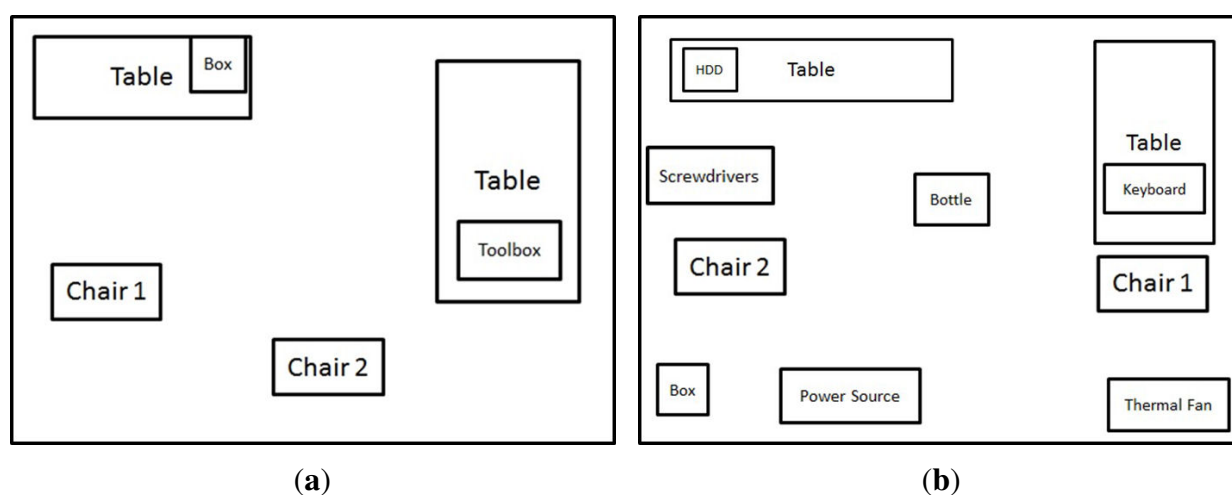 Table
Box
Table
Toolbox
Chair 1
Chair 2
(a)
HDD
Table
Table
Keyboard
Screwdrivers
Bottle
Chair 2
Chair 1
Box
Power Source
Thermal Fan
(b)